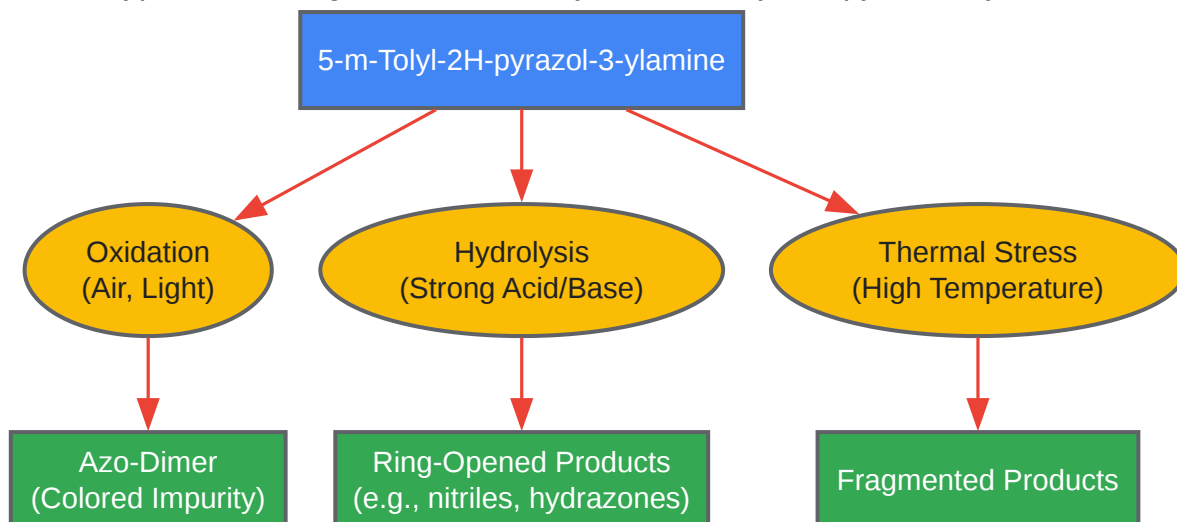 5-m-Tolyl-2H-pyrazol-3-ylamine
Oxidation
(Air, Light)
Hydrolysis
(Strong Acid/Base)
Thermal Stress
(High Temperature)
Azo-Dimer
(Colored Impurity)
Ring-Opened Products
(e.g., nitriles, hydrazones)
Fragmented Products